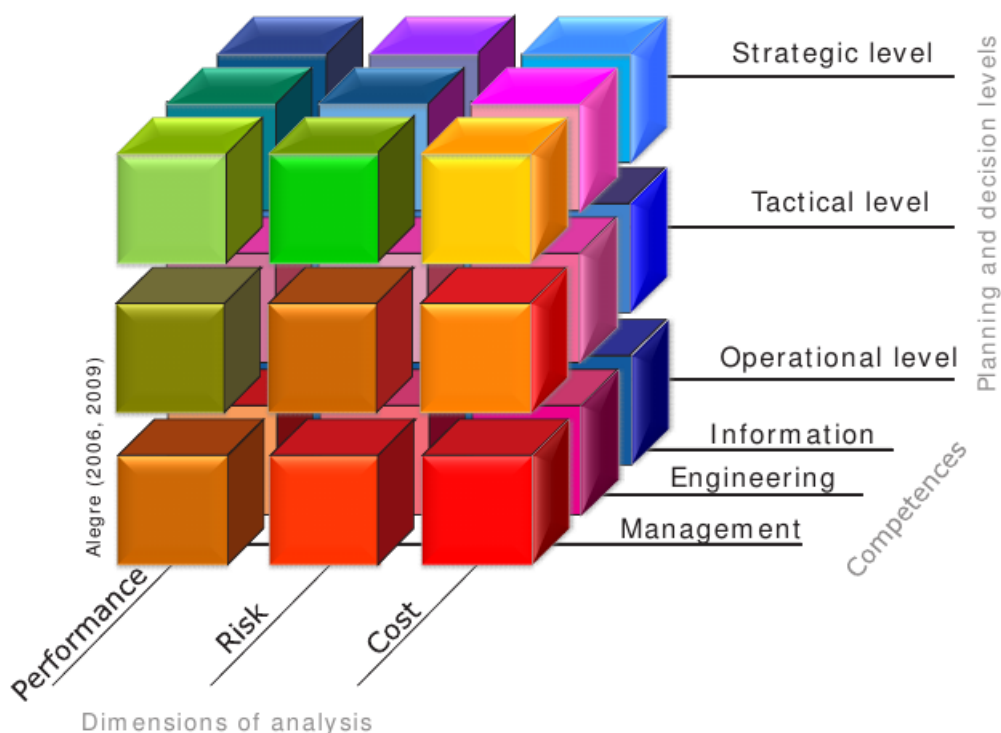 Strategic level
Tactical level
Operational level
Planning and decision levels
Information
Engineering
Management
Competences
Alegre (2006, 2009)
Performance
Risk
Cost
Dimensions of analysis